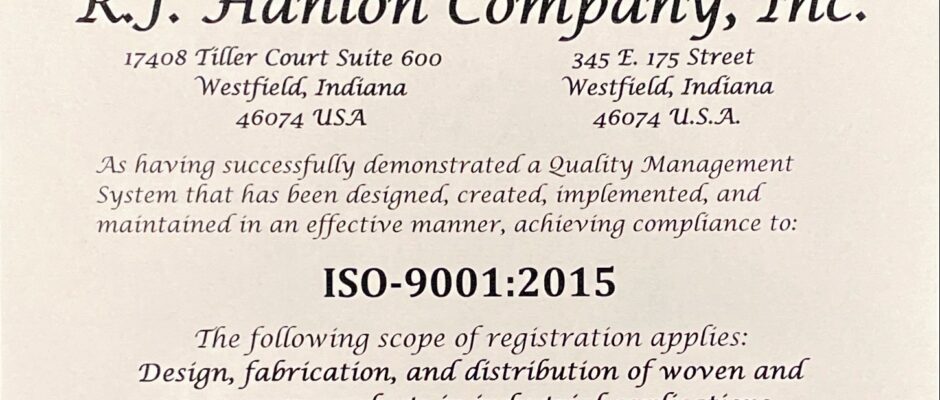 R.J. Hanlon Company, Inc.
17408 Tiller Court Suite 600
Westfield, Indiana
46074 USA
345 E. 175 Street
Westfield, Indiana
46074 U.S.A.
As having successfully demonstrated a Quality Management
System that has been designed, created, implemented, and
maintained in an effective manner, achieving compliance to:
ISO-9001:2015
The following scope of registration applies:
Design, fabrication, and distribution of woven and